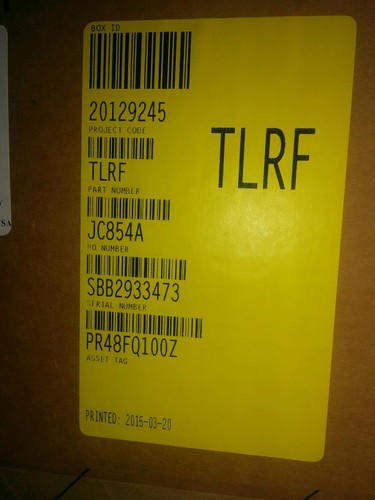 BOX ID
20129245
PROJECT CODE
TLRF
TLRF
PART NUMBER
JC854A
PO NUMBER
SBB2933473
SERIAL NUMBER
PR48FQ100Z
ASSET TAG
PRINTED: 2015-03-20